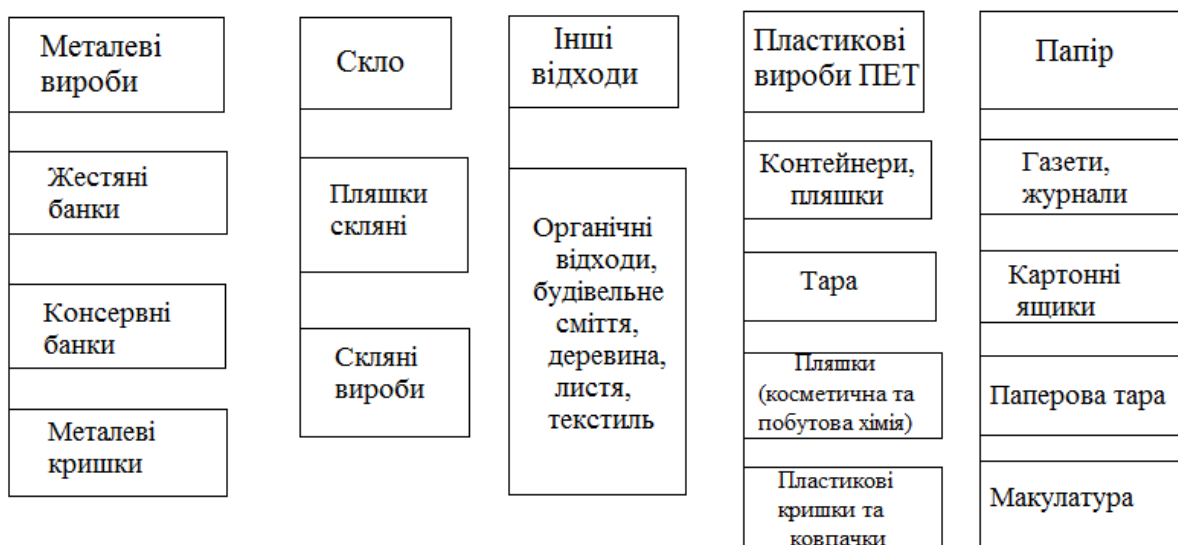 Металеві
вироби
Жестяні
банки
Консервні
банки
Металеві
кришки
Скло
Пляшки
скляні
Скляні
вироби
Інші
відходи
Органічні
відходи,
будівельне
сміття,
деревина,
листя,
текстиль
Пластикові
вироби ПЕТ
Контейнери,
пляшки
Тара
Пляшки
(косметична та
побутова хімія)
Пластикові
кришки та
ковпачки
Папір
Газети,
журнали
Картонні
ящики
Паперова тара
Макулатура